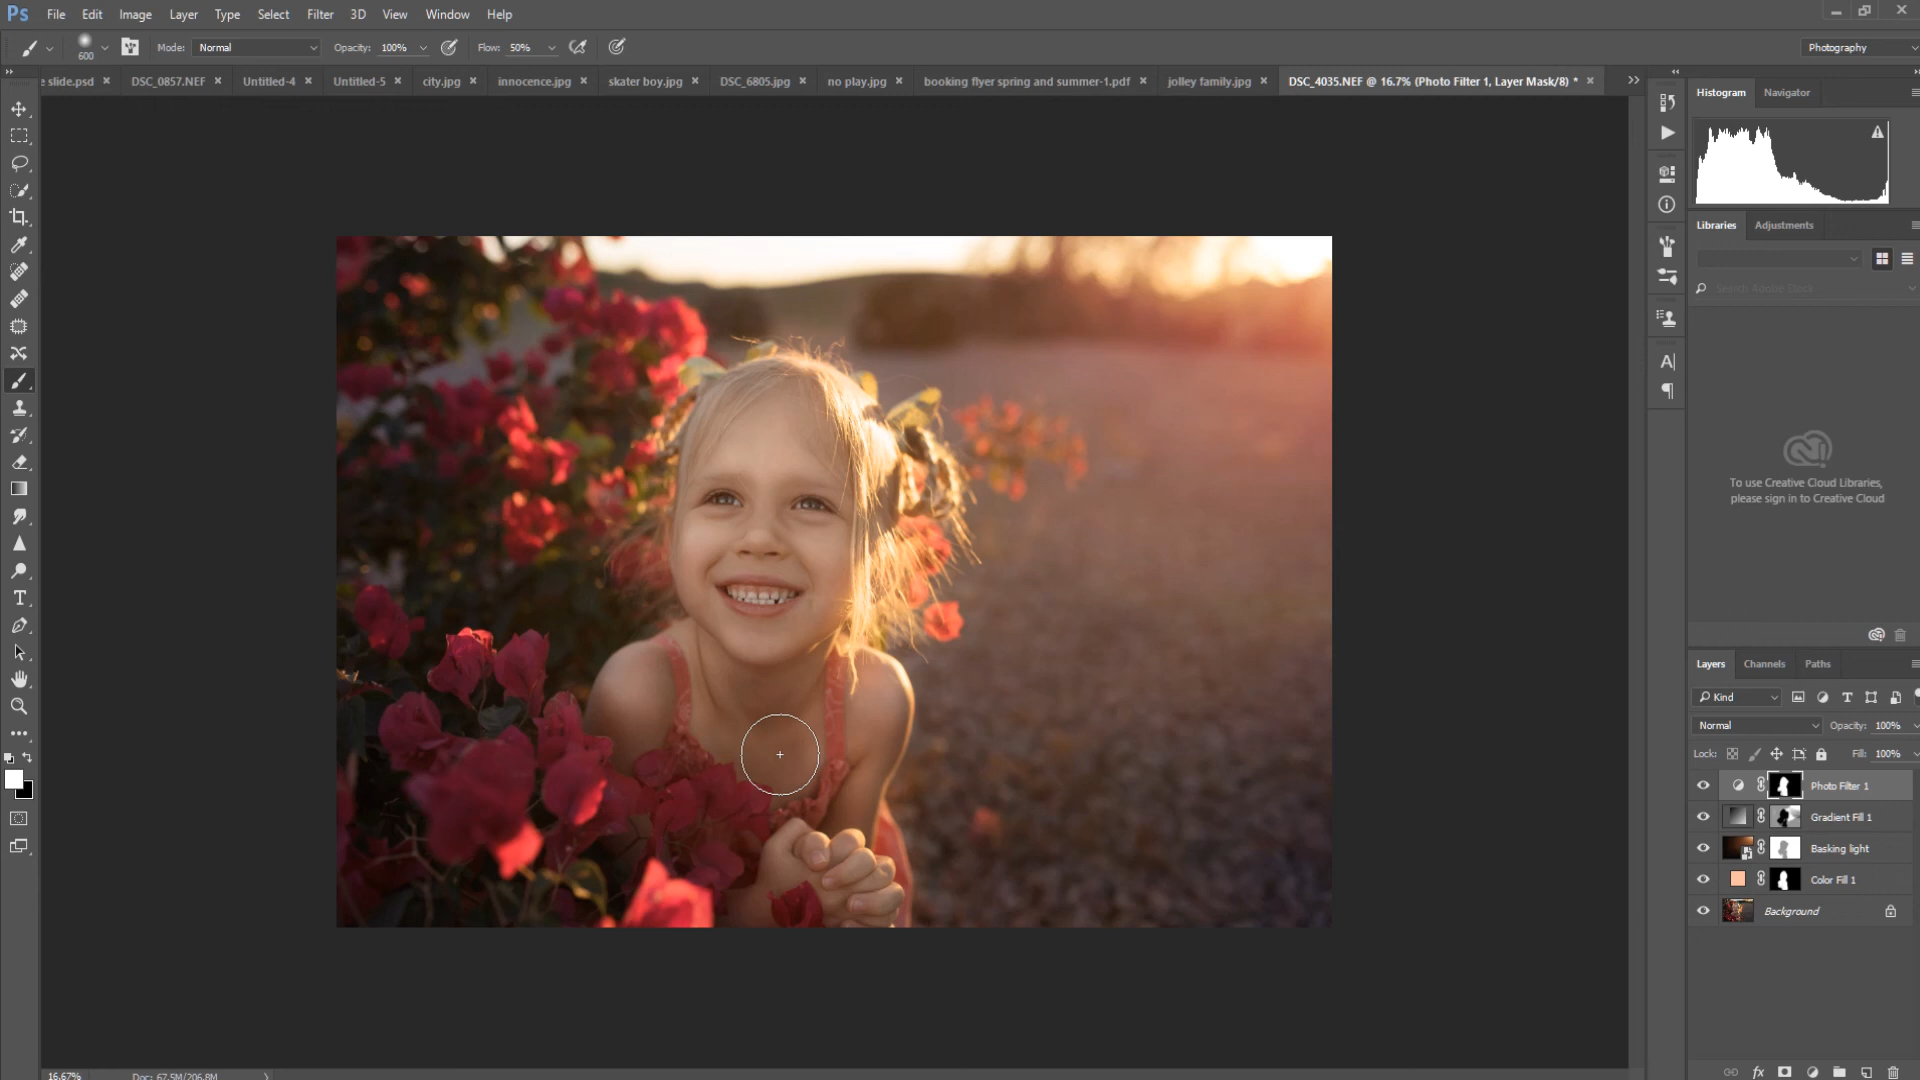 Ps File Edit Image Layer Type Select Filter 3D View Window Help
600 Mode: Normal Opacity: 100% Flow: 50% Photography
e slide.psd × DSC_0857.NEF × Untitled-4 × Untitled-5 × city.jpg × innocence.jpg × skater boy.jpg × DSC_6805.jpg × no play.jpg × booking flyer spring and summer-1.pdf × jolley family.jpg × DSC_4035.NEF @ 16.7% (Photo Filter 1, Layer Mask/8) * ×
Histogram Navigator
Libraries Adjustments
Search Adobe Stock
To use Creative Cloud Libraries,
please sign in to Creative Cloud
Layers Channels Paths
Kind
Normal Opacity: 100%
Lock: Fill: 100%
Photo Filter 1
Gradient Fill 1
Basking light
Color Fill 1
Background
fx
16.67% Doc: 67.5M/206.8M